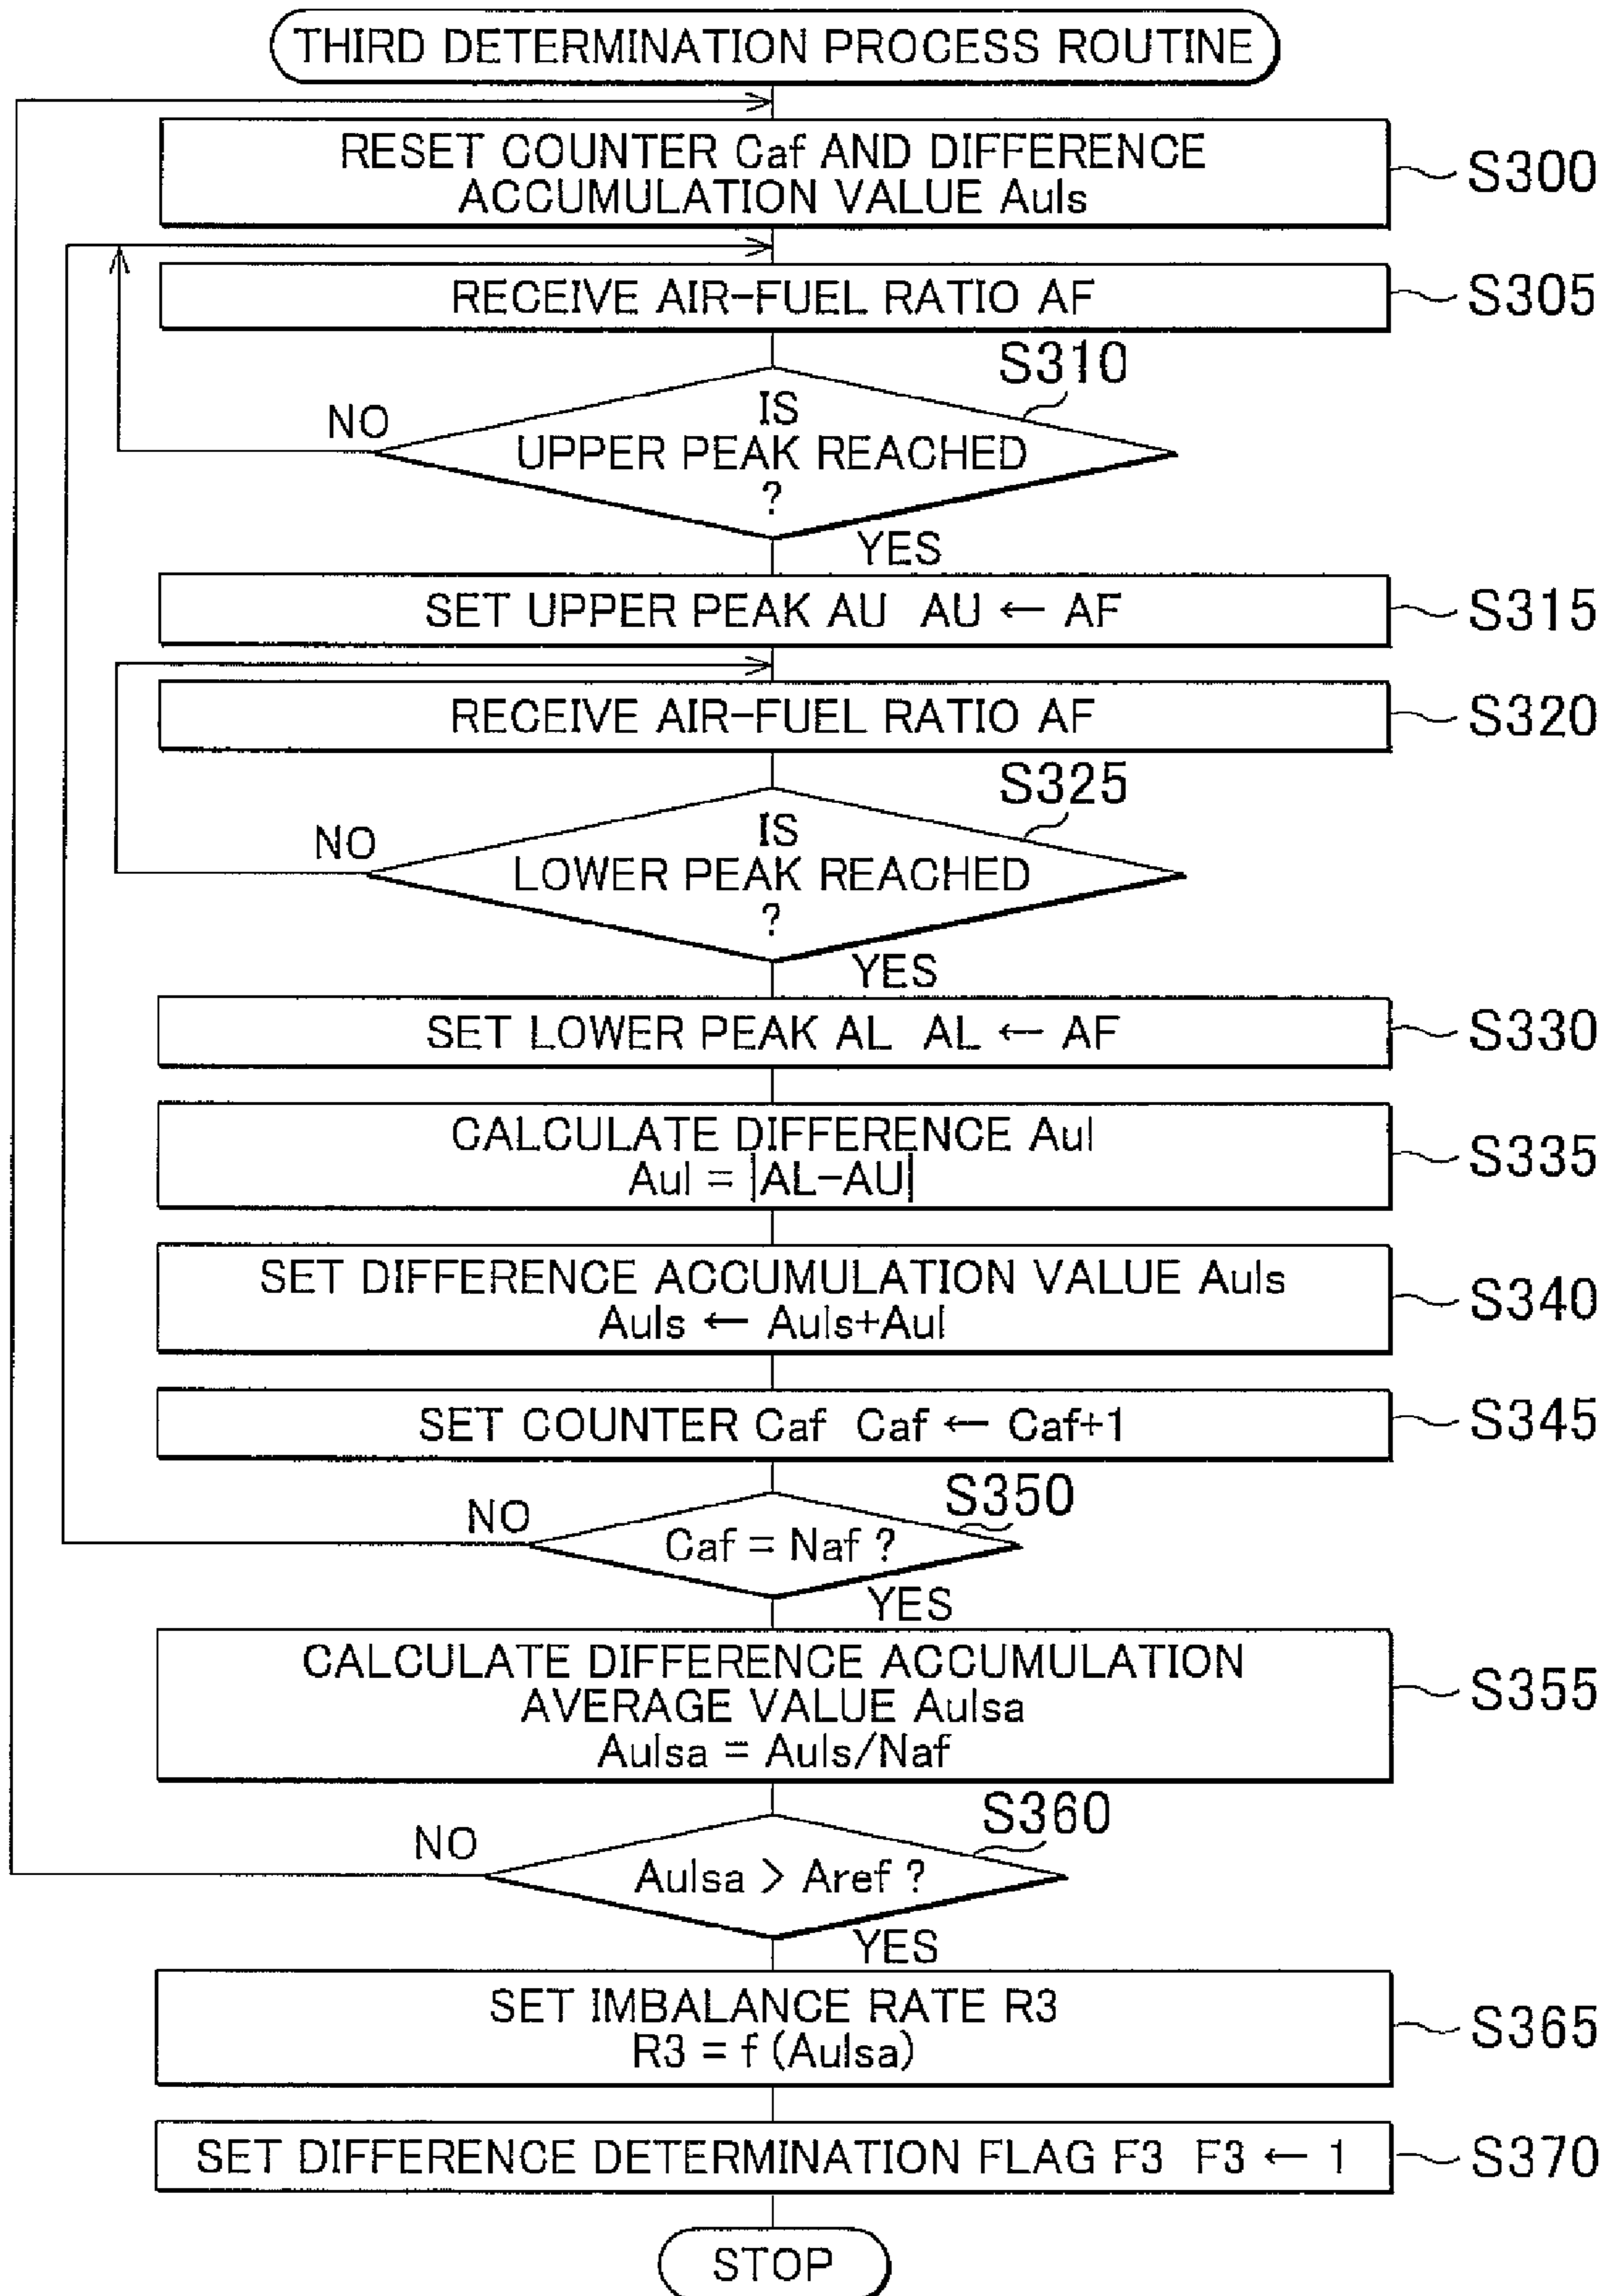 THIRD DETERMINATION PROCESS ROUTINE
RESET COUNTER Caf AND DIFFERENCE
ACCUMULATION VALUE Auls
S300
RECEIVE AIR-FUEL RATIO AF
S305
S310
NO
IS
UPPER PEAK REACHED
?
YES
SET UPPER PEAK AU AU ← AF
S315
RECEIVE AIR-FUEL RATIO AF
S320
S325
NO
IS
LOWER PEAK REACHED
?
YES
SET LOWER PEAK AL AL ← AF
S330
CALCULATE DIFFERENCE Aul
Aul = |AL-AU|
S335
SET DIFFERENCE ACCUMULATION VALUE Auls
Auls ← Auls+Aul
S340
SET COUNTER Caf Caf ← Caf+1
S345
S350
NO
Caf = Naf ?
YES
CALCULATE DIFFERENCE ACCUMULATION
AVERAGE VALUE Aulsa
Aulsa = Auls/Naf
S355
S360
NO
Aulsa > Aref ?
YES
SET IMBALANCE RATE R3
R3 = f (Aulsa)
S365
SET DIFFERENCE DETERMINATION FLAG F3 F3 ← 1
S370
STOP